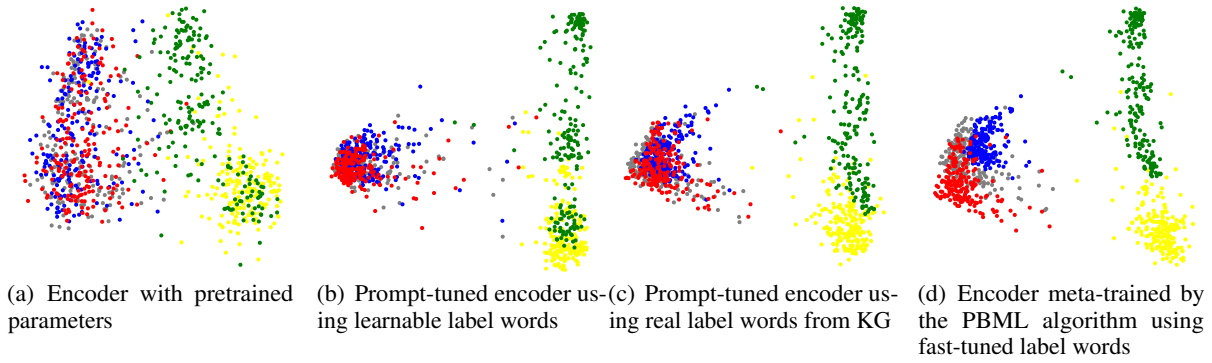 (a) Encoder with pretrained
parameters
(b) Prompt-tuned encoder us-
ing learnable label words
(c) Prompt-tuned encoder us-
ing real label words from KG
(d) Encoder meta-trained by
the PBML algorithm using
fast-tuned label words